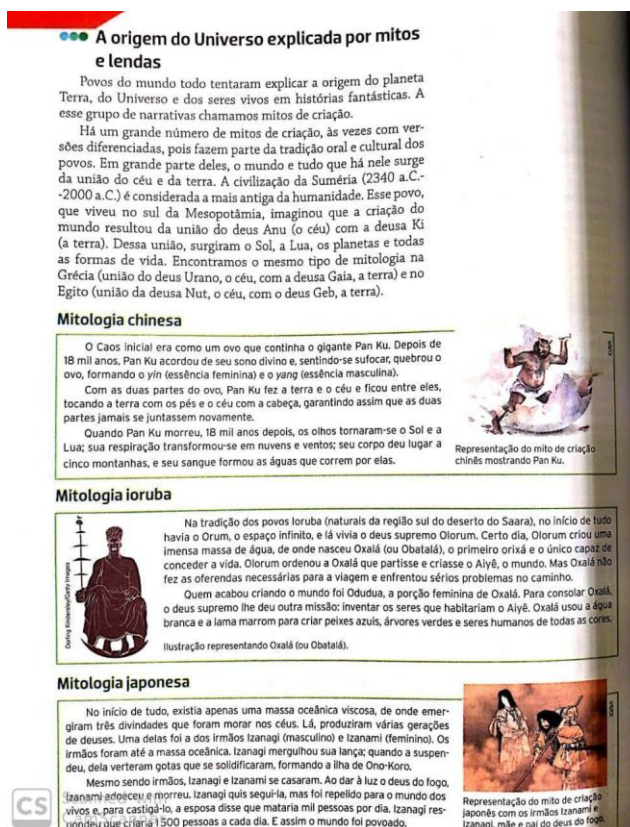 A origem do Universo explicada por mitos
e lendas
Povos do mundo todo tentaram explicar a origem do planeta
Terra, do Universo e dos seres vivos em histórias fantásticas. A
esse grupo de narrativas chamamos mitos de criação.
Há um grande número de mitos de criação, às vezes com ver-
sões diferenciadas, pois fazem parte da tradição oral e cultural dos
povos. Em grande parte deles, o mundo e tudo que há nele surge
da união do céu e da terra. A civilização da Suméria (2340 a.C.-
-2000 a.C.) é considerada a mais antiga da humanidade. Esse povo,
que viveu no sul da Mesopotâmia, imaginou que a criação do
mundo resultou da união do deus Anu (o céu) com a deusa Ki
(a terra). Dessa união, surgiram o Sol, a Lua, os planetas e todas
as formas de vida. Encontramos o mesmo tipo de mitologia na
Grécia (união do deus Urano, o céu, com a deusa Gaia, a terra) e no
Egito (união da deusa Nut, o céu, com o deus Geb, a terra).
Mitologia chinesa
O Caos inicial era como um ovo que continha o gigante Pan Ku. Depois de
18 mil anos, Pan Ku acordou de seu sono divino e, sentindo-se sufocar, quebrou o
ovo, formando o yin (essência feminina) e o yang (essência masculina).
Com as duas partes do ovo, Pan Ku fez a terra e o céu e ficou entre eles,
tocando a terra com os pés e o céu com a cabeça, garantindo assim que as duas
partes jamais se juntassem novamente.
Quando Pan Ku morreu, 18 mil anos depois, os olhos tornaram-se o Sol e a
Lua; sua respiração transformou-se em nuvens e ventos; seu corpo deu lugar a
cinco montanhas, e seu sangue formou as águas que correm por elas.
Representação do mito de criação
chinês mostrando Pan Ku.
Mitologia ioruba
Na tradição dos povos Ioruba (naturais da região sul do deserto do Saara), no início de tudo
havia o Orum, o espaço infinito, e lá vivia o deus supremo Olorum. Certo dia, Olorum criou uma
imensa massa de água, de onde nasceu Oxalá (ou Obatalá), o primeiro orixá e o único capaz de
conceder a vida. Olorum ordenou a Oxalá que partisse e criasse o Aiyê, o mundo. Mas Oxalá não
fez as oferendas necessárias para a viagem e enfrentou sérios problemas no caminho.
Quem acabou criando o mundo foi Odudua, a porção feminina de Oxalá. Para consolar Oxalá,
o deus supremo lhe deu outra missão: inventar os seres que habitariam o Aiyê. Oxalá usou a água
branca e a lama marrom para criar peixes azuis, árvores verdes e seres humanos de todas as cores.
Ilustração representando Oxalá (ou Obatalá).
Dorling Kindersley/Getty Images
Mitologia japonesa
No início de tudo, existia apenas uma massa oceânica viscosa, de onde emer-
giram três divindades que foram morar nos céus. Lá, produziram várias gerações
de deuses. Uma delas foi a dos irmãos Izanagi (masculino) e Izanami (feminino). Os
irmãos foram até a massa oceânica. Izanagi mergulhou sua lança; quando a suspen-
deu, dela verteram gotas que se solidificaram, formando a ilha de Ono-Koro.
Mesmo sendo irmãos, Izanagi e Izanami se casaram. Ao dar à luz o deus do fogo,
Izanami adoeceu e morreu. Izanagi quis segui-la, mas foi repelido para o mundo dos
vivos e, para castigá-lo, a esposa disse que mataria mil pessoas por dia. Izanagi res-
pondeu que criaria 1500 pessoas a cada dia. E assim o mundo foi povoado.
Representação do mito de criação
japonês com os irmãos Izanami e
Izanagi, mãe e pai do deus do fogo.
CS